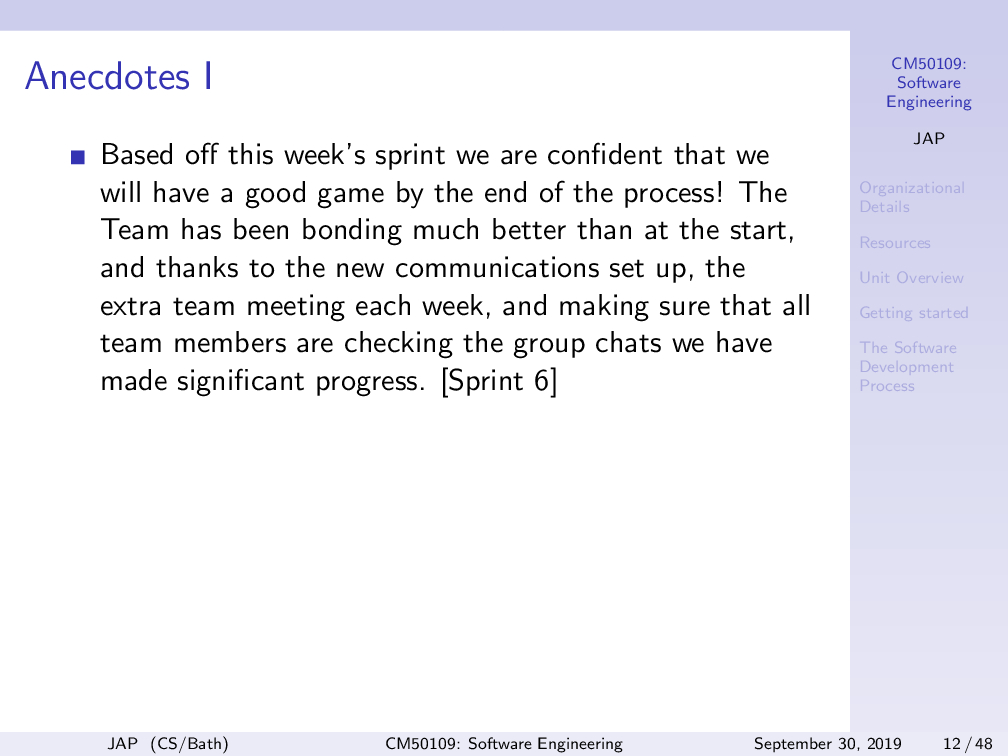 Anecdotes I
Based off this week's sprint we are confident that we
will have a good game by the end of the process! The
Team has been bonding much better than at the start,
and thanks to the new communications set up, the
extra team meeting each week, and making sure that all
team members are checking the group chats we have
made significant progress. [Sprint 6]
CM50109:
Software
Engineering
JAP
Organizational
Details
Resources
Unit Overview
Getting started
The Software
Development
Process
JAP (CS/Bath)
CM50109: Software Engineering
September 30, 2019
12 / 48